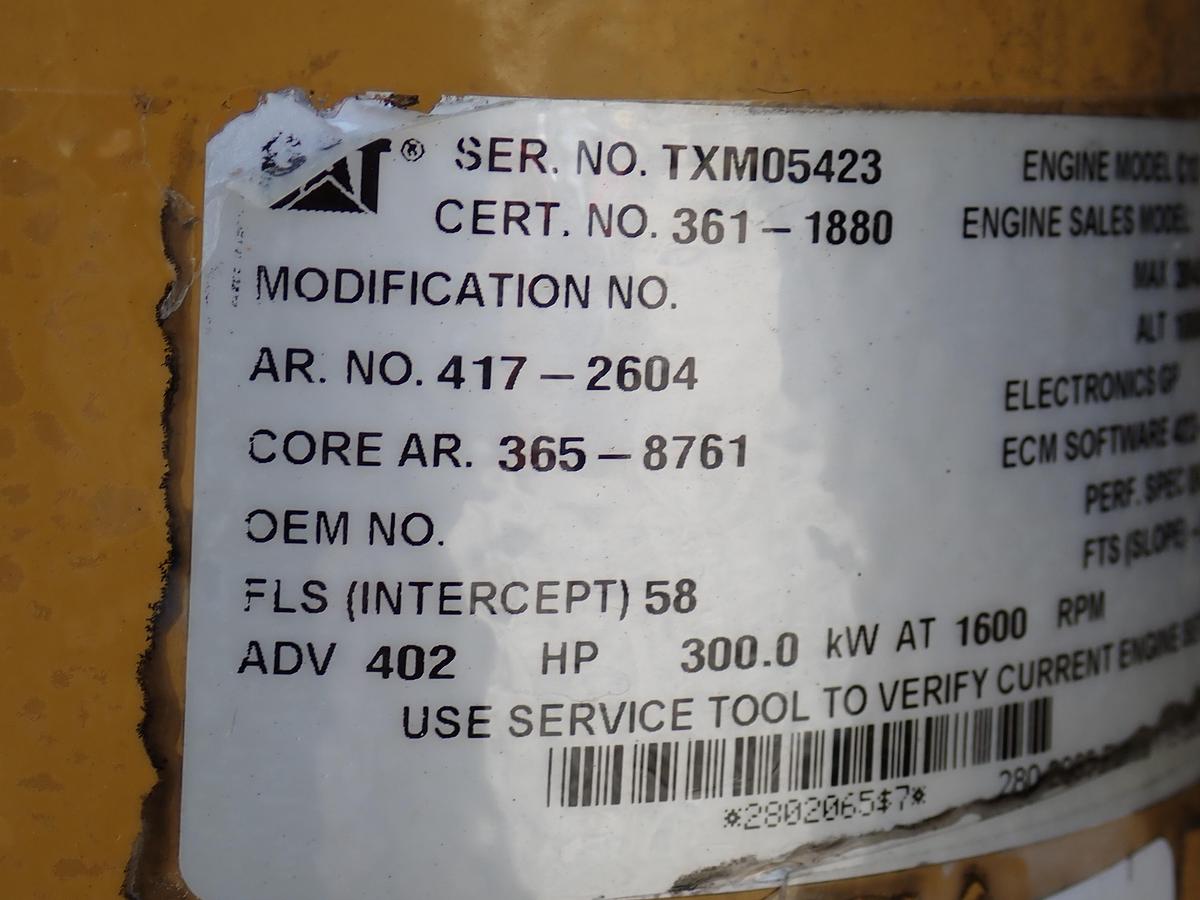 CAT® SER. NO. TXM05423
CERT. NO. 361-1880
MODIFICATION NO.
AR. NO. 417-2604
CORE AR. 365-8761
OEM NO.
FLS (INTERCEPT) 58
ADV 402 HP 300.0 kW AT 1600 RPM
USE SERVICE TOOL TO VERIFY CURRENT ENGINE
*2802065$7*
ENGINE MODEL
ENGINE SALES MODEL
MAX
ALT
ELECTRONICS GP
ECM SOFTWARE
PERF. SPEC
FTS (SLOPE)